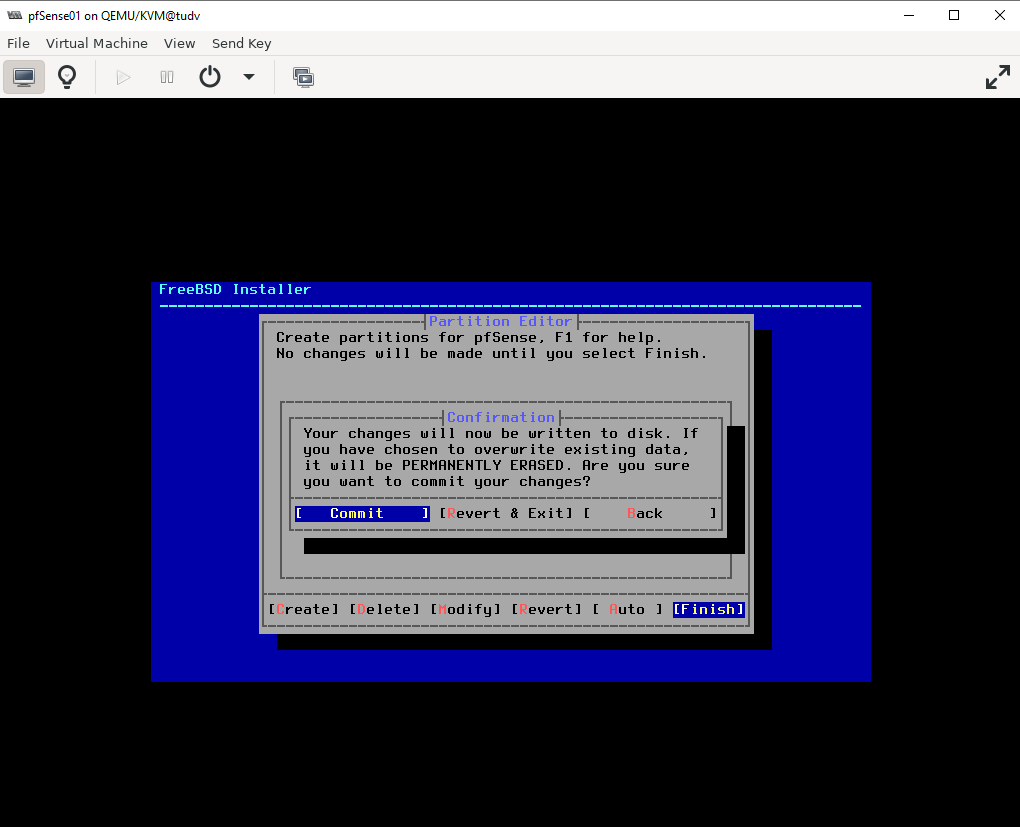 pfSense01 on QEMU/KVM@tudv
File Virtual Machine View Send Key
FreeBSD Installer
Partition Editor
Create partitions for pfSense, F1 for help.
No changes will be made until you select Finish.
Confirmation
Your changes will now be written to disk. If
you have chosen to overwrite existing data,
it will be PERMANENTLY ERASED. Are you sure
you want to commit your changes?
[ Commit ] [Revert & Exit] [ Back ]
[Create] [Delete] [Modify] [Revert] [ Auto ] [Finish]